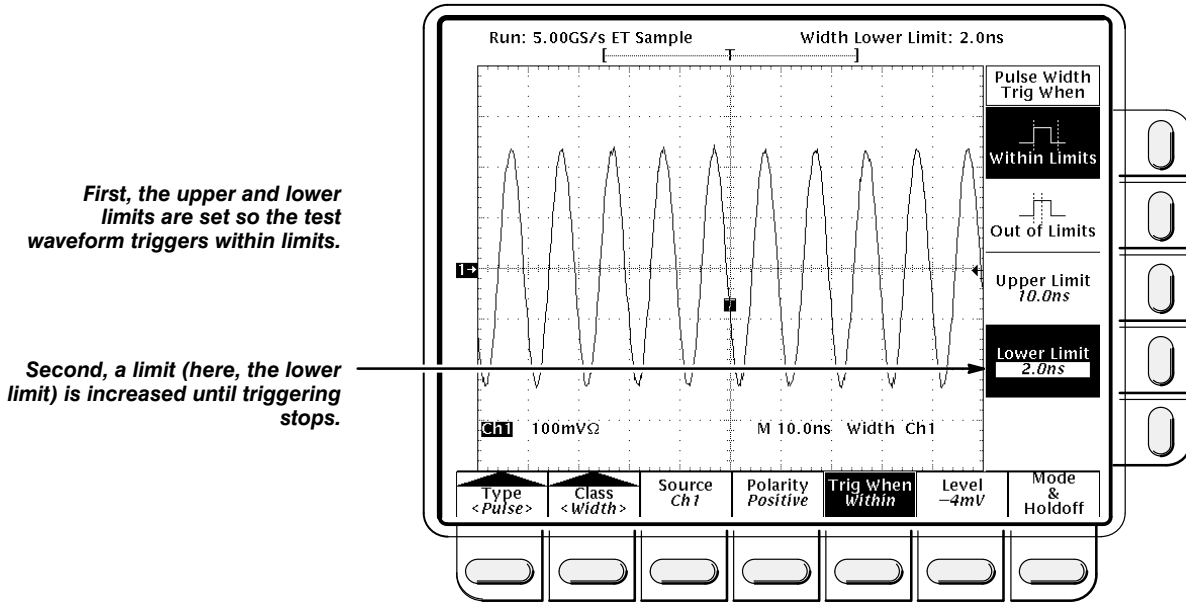 Run: 5.00GS/s ET Sample
Width Lower Limit: 2.0ns
T
Pulse Width
Trig When
Within Limits
Out of Limits
Upper Limit
10.0ns
Lower Limit
2.0ns
First, the upper and lower
limits are set so the test
waveform triggers within limits.
Second, a limit (here, the lower
limit) is increased until triggering
stops.
1→
T
Ch1 100mVΩ
M 10.0ns Width Ch1
Type
<Pulse>
Class
<Width>
Source
Ch1
Polarity
Positive
Trig When
Within
Level
−4mV
Mode
&
Holdoff